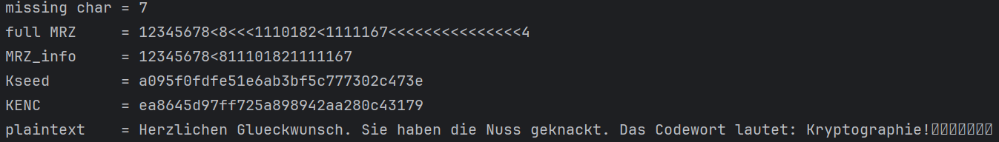 missing char = 7
full MRZ     = 12345678<8<<<1110182<1111167<<<<<<<<<<<<<<<4
MRZ_info     = 12345678<811101821111167
Kseed        = a095f0fdfe51e6ab3bf5c777302c473e
KENC         = ea8645d97ff725a898942aa280c43179
plaintext    = Herzlichen Glueckwunsch. Sie haben die Nuss geknackt. Das Codewort lautet: Kryptographie!